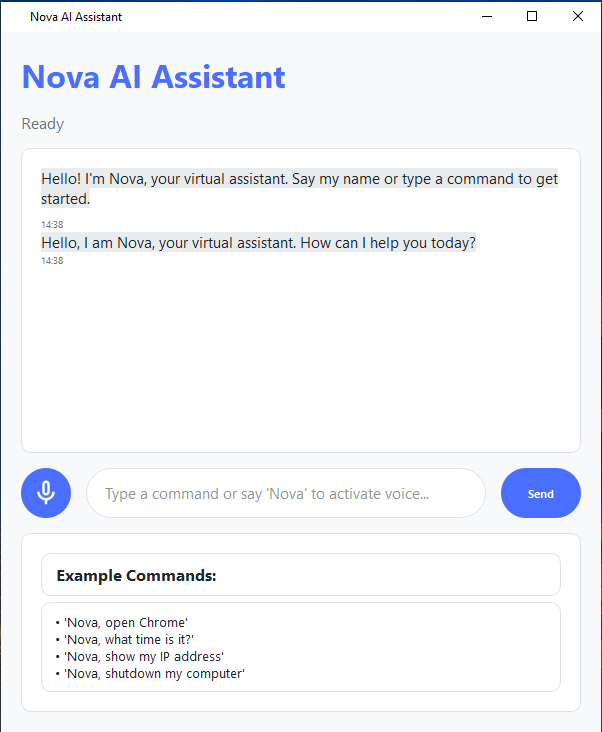 Nova AI Assistant
Nova AI Assistant
Ready
Hello! I'm Nova, your virtual assistant. Say my name or type a command to get
started.
14:38
Hello, I am Nova, your virtual assistant. How can I help you today?
14:38
Type a command or say 'Nova' to activate voice...
Send
Example Commands:
• 'Nova, open Chrome'
• 'Nova, what time is it?'
• 'Nova, show my IP address'
• 'Nova, shutdown my computer'